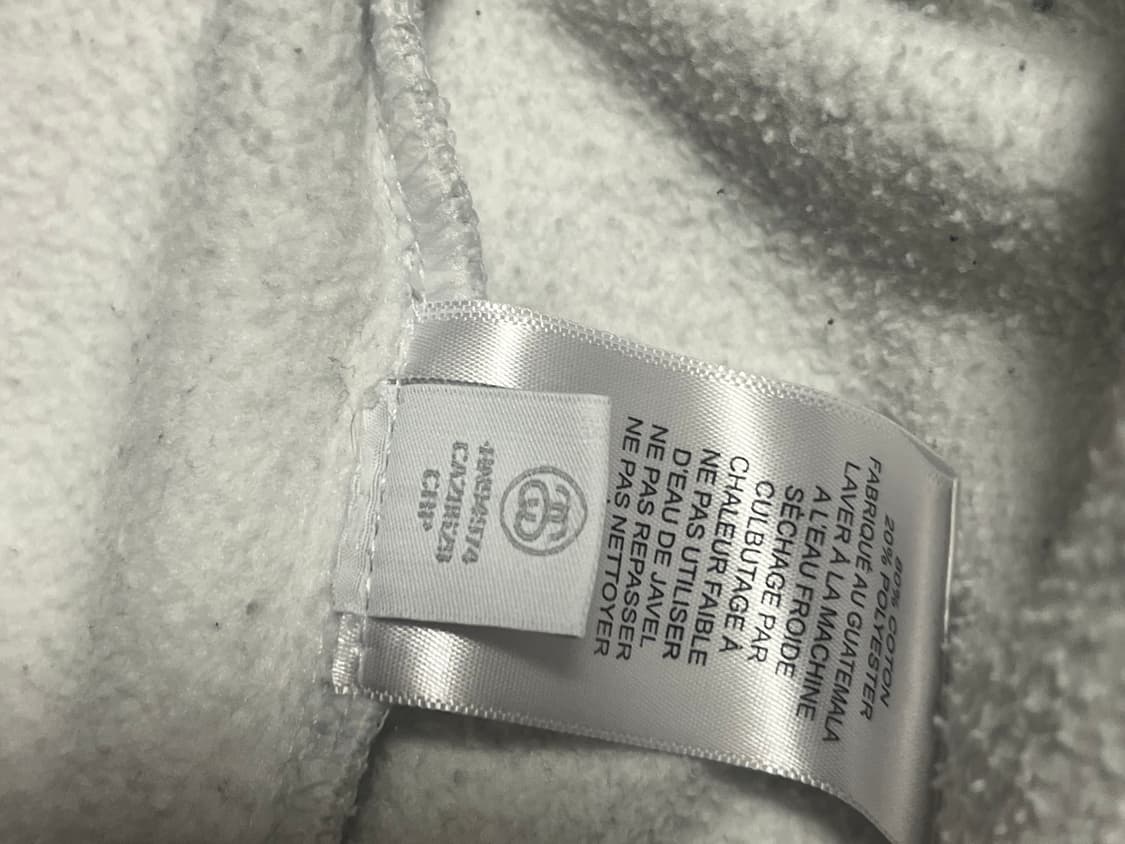 80% COTON
20% POLYESTER
FABRIQUÉ AU GUATEMALA
LAVER À LA MACHINE
A L'EAU FROIDE
SÉCHAGE PAR
CULBUTAGE À
CHALEUR FAIBLE
NE PAS UTILISER
D'EAU DE JAVEL
NE PAS REPASSER
NE PAS NETTOYER